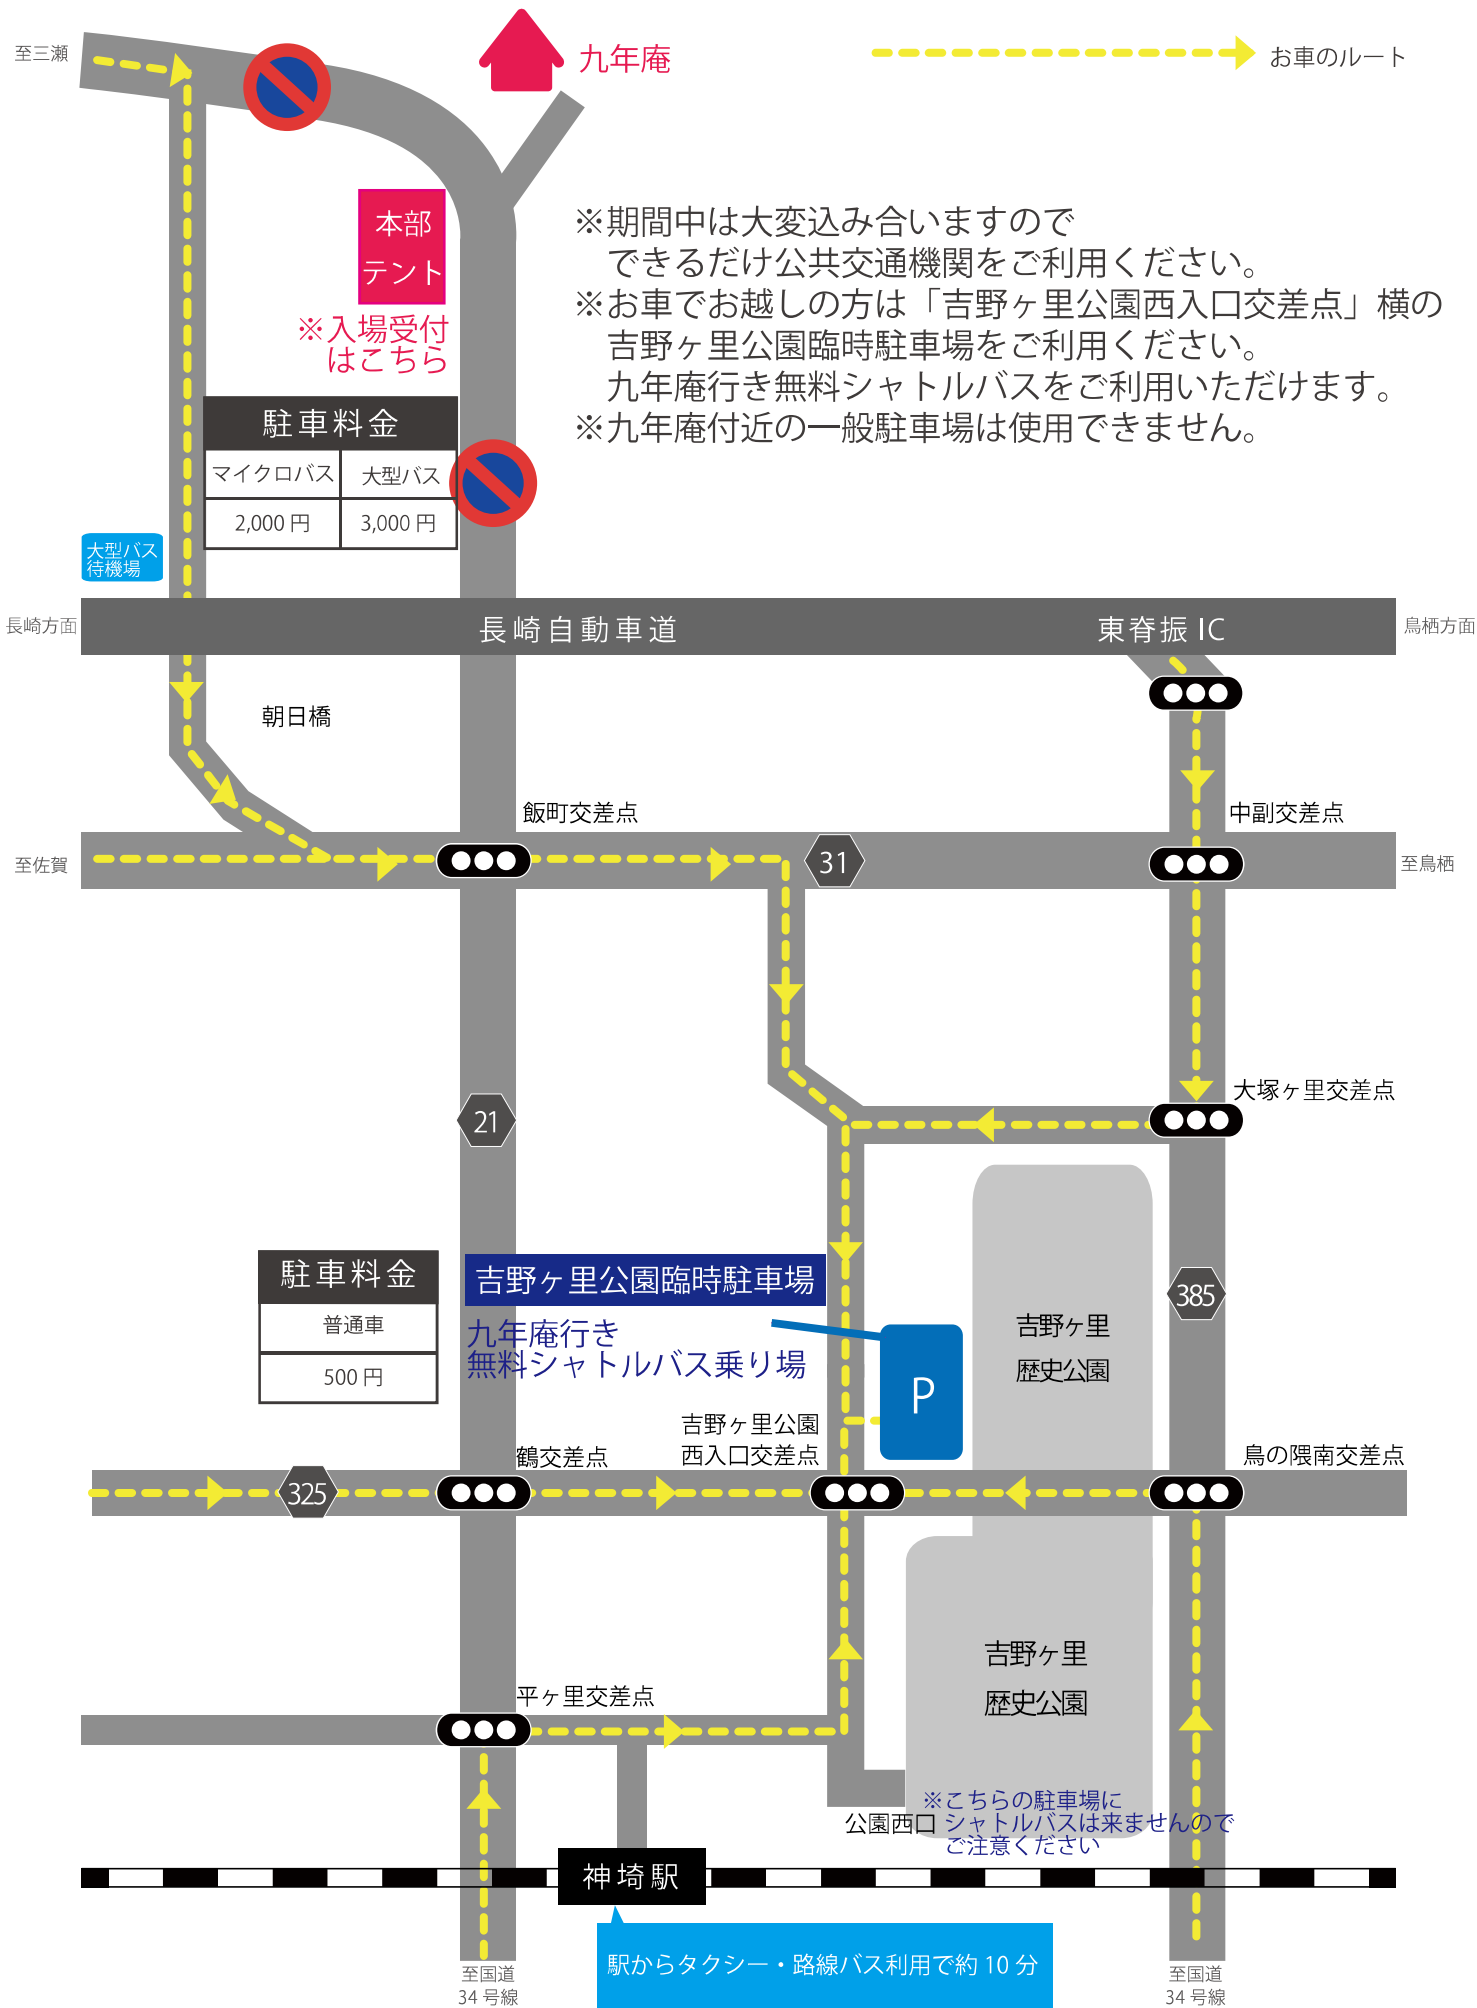 至三瀬
九年庵
お車のルート
本部
テント
※入場受付
はこちら
※期間中は大変込み合いますので
できるだけ公共交通機関をご利用ください。
※お車でお越しの方は「吉野ヶ里公園西入口交差点」横の
吉野ヶ里公園臨時駐車場をご利用ください。
九年庵行き無料シャトルバスをご利用いただけます。
※九年庵付近の一般駐車場は使用できません。
駐車料金
マイクロバス 大型バス
2,000 円 3,000 円
大型バス
待機場
長崎方面
長崎自動車道
東脊振 IC
鳥栖方面
朝日橋
飯町交差点
中副交差点
至佐賀
31
至鳥栖
大塚ヶ里交差点
21
駐車料金
普通車
500 円
吉野ヶ里公園臨時駐車場
九年庵行き
無料シャトルバス乗り場
385
吉野ヶ里
歴史公園
P
吉野ヶ里公園
西入口交差点
鶴交差点
鳥の隈南交差点
325
吉野ヶ里
歴史公園
平ヶ里交差点
※こちらの駐車場に
シャトルバスは来ませんので
ご注意ください
公園西口
神埼駅
駅からタクシー・路線バス利用で約 10 分
至国道
34 号線
至国道
34 号線